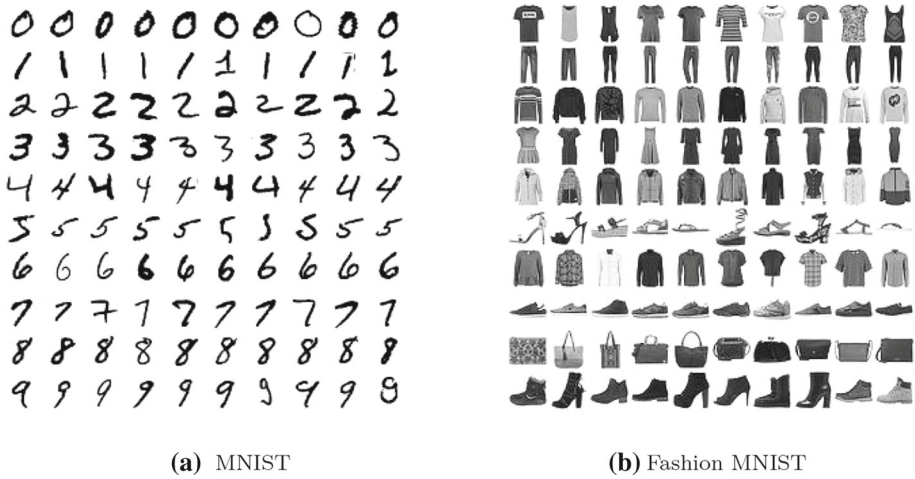 0 0 0 0 0 0 0 0 0 0
1 1 1 1 1 1 1 1 1 1
2 2 2 2 2 2 2 2 2 2
3 3 3 3 3 3 3 3 3 3
4 4 4 4 4 4 4 4 4 4
5 5 5 5 5 5 5 5 5 5
6 6 6 6 6 6 6 6 6 6
7 7 7 7 7 7 7 7 7 7
8 8 8 8 8 8 8 8 8 8
9 9 9 9 9 9 9 9 9 9
(a) MNIST
(b) Fashion MNIST